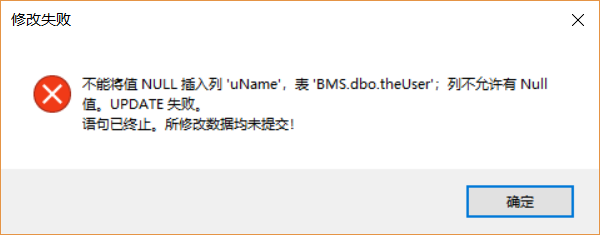 修改失败
不能将值 NULL 插入列 'uName'，表 'BMS.dbo.theUser'；列不允许有 Null
值。UPDATE 失败。
语句已终止。所修改数据均未提交！
确定